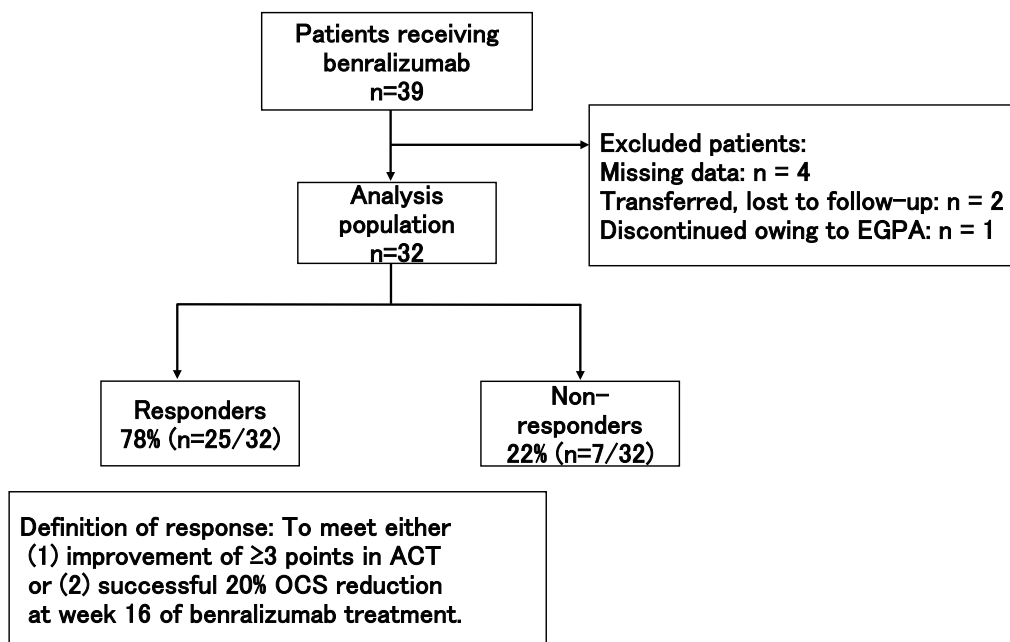 Patients receiving
benralizumab
n=39
Excluded patients:
Missing data: n = 4
Transferred, lost to follow-up: n = 2
Discontinued owing to EGPA: n = 1
Analysis
population
n=32
Responders
78% (n=25/32)
Non-
responders
22% (n=7/32)
Definition of response: To meet either
(1) improvement of ≥3 points in ACT
or (2) successful 20% OCS reduction
at week 16 of benralizumab treatment.